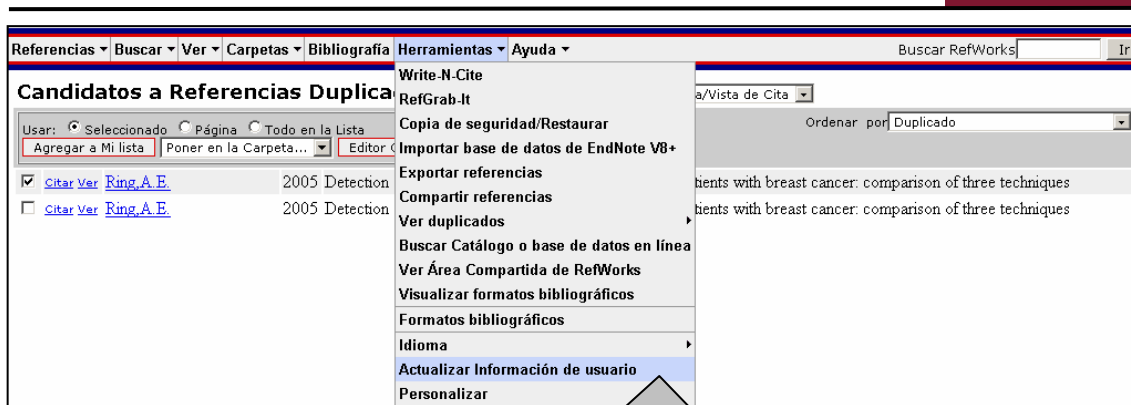 Referencias Buscar Ver Carpetas Bibliografía Herramientas Ayuda Buscar RefWorks Ir
Write-N-Cite
Candidatos a Referencias Duplica a/Vista de Cita
RefGrab-It
Usar: Seleccionado Página Todo en la Lista Copia de seguridad/Restaurar Ordenar por Duplicado
Agregar a Mi lista Poner en la Carpeta... Editor Importar base de datos de EndNote V8+
Exportar referencias
Citar Ver Ring,A.E. 2005 Detection tients with breast cancer: comparison of three techniques
Compartir referencias
Citar Ver Ring,A.E. 2005 Detection tients with breast cancer: comparison of three techniques
Ver duplicados
Buscar Catálogo o base de datos en línea
Ver Área Compartida de RefWorks
Visualizar formatos bibliográficos
Formatos bibliográficos
Idioma
Actualizar Información de usuario
Personalizar